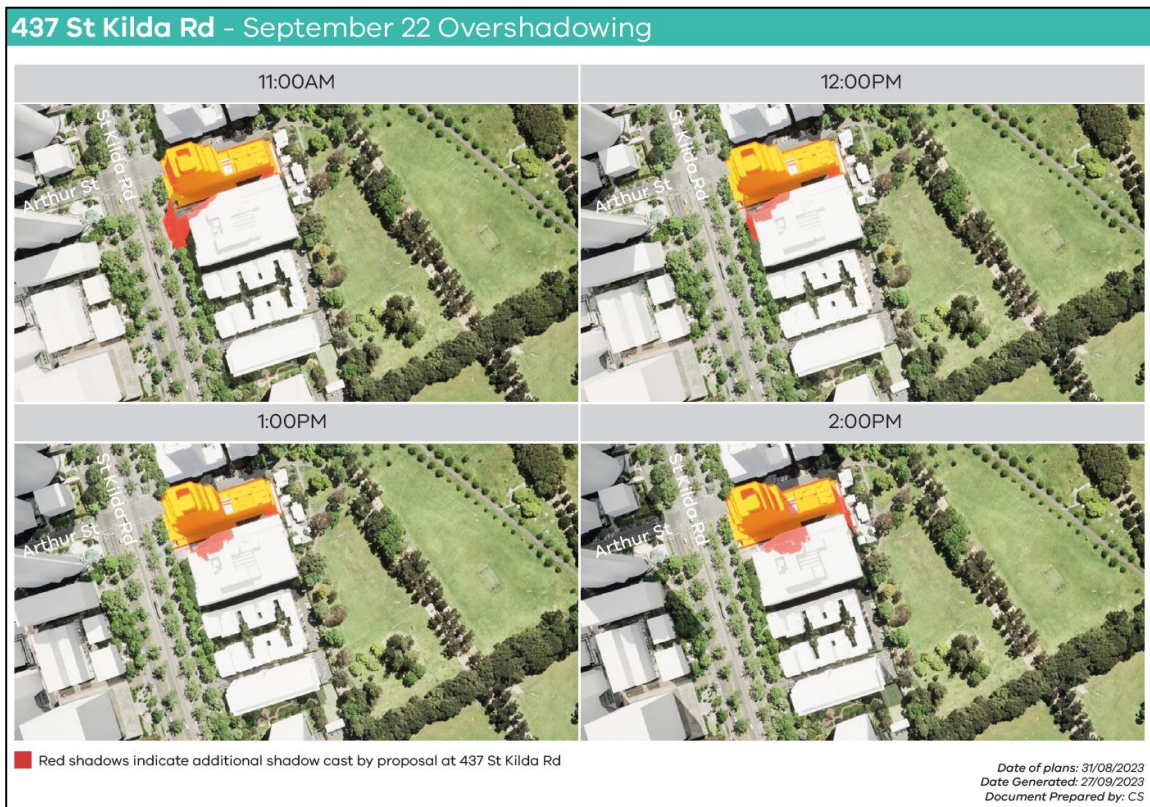 437 St Kilda Rd - September 22 Overshadowing
11:00AM
12:00PM
St Kilda Rd
Arthur St
St Kilda Rd
Arthur St
1:00PM
2:00PM
St Kilda Rd
Arthur St
St Kilda Rd
Arthur St
Red shadows indicate additional shadow cast by proposal at 437 St Kilda Rd
Date of plans: 31/08/2023
Date Generated: 27/09/2023
Document Prepared by: CS